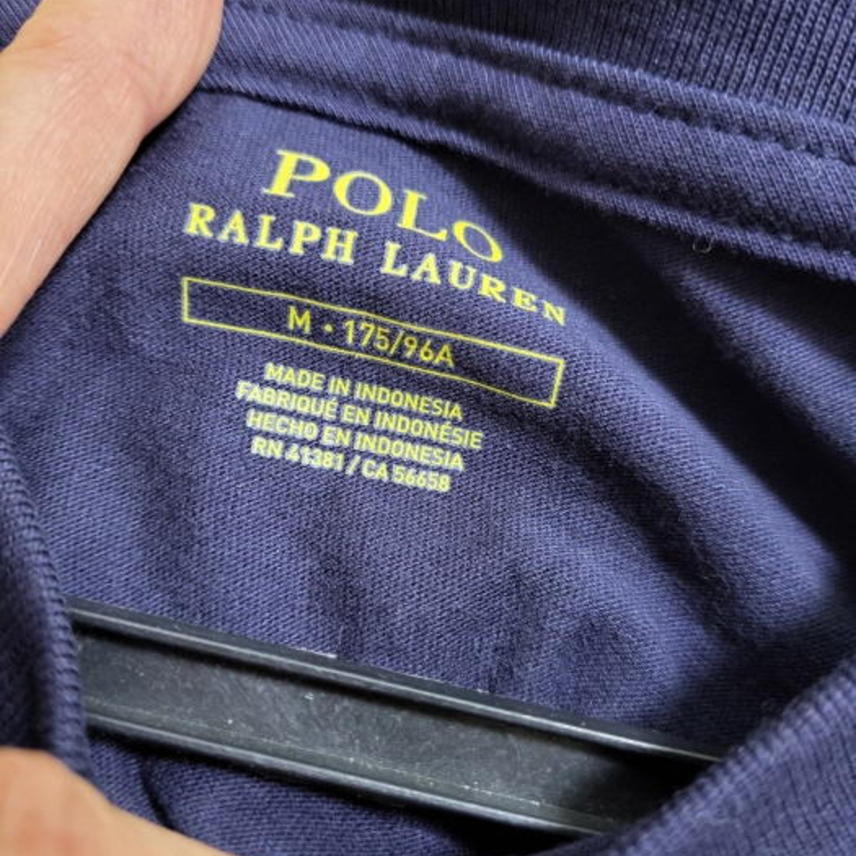 POLO
RALPH LAUREN
M • 175/96A
MADE IN INDONESIA
FABRIQUÉ EN INDONÉSIE
HECHO EN INDONESIA
RN 41381 / CA 56658